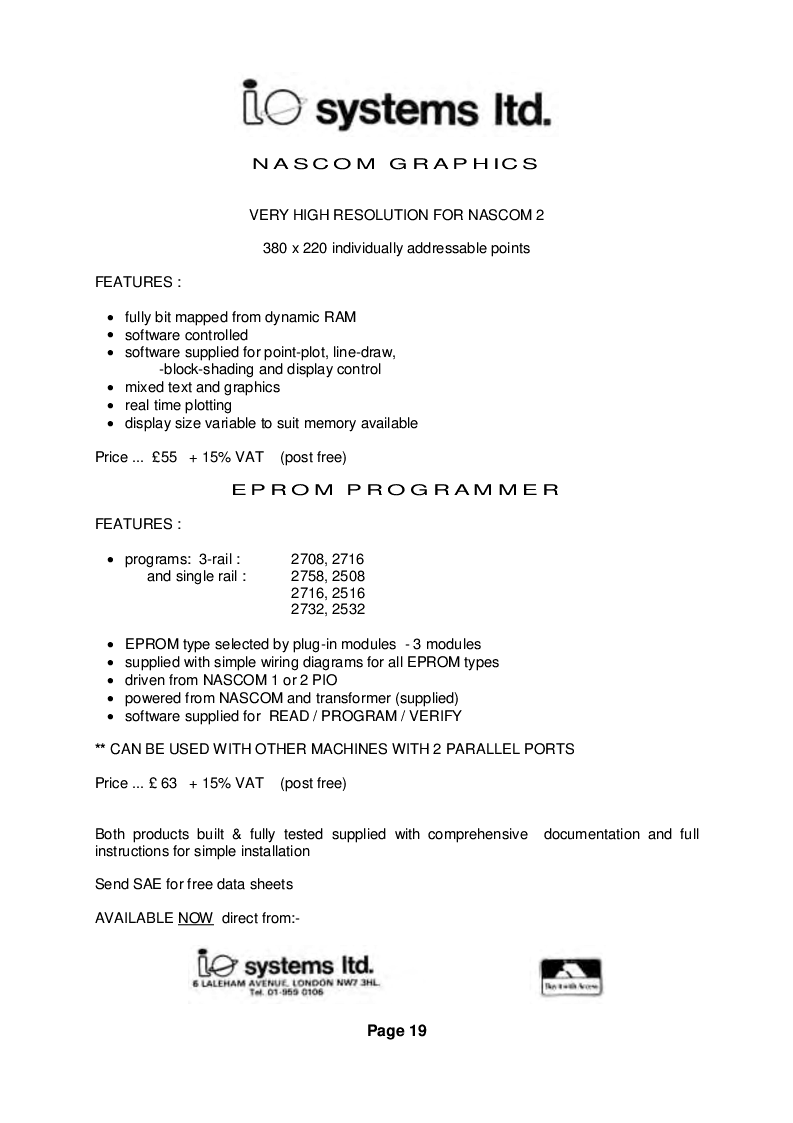 io systems ltd.
NASCOM GRAPHICS
VERY HIGH RESOLUTION FOR NASCOM 2
380 x 220 individually addressable points
FEATURES :
• fully bit mapped from dynamic RAM
• software controlled
• software supplied for point-plot, line-draw,
-block-shading and display control
• mixed text and graphics
• real time plotting
• display size variable to suit memory available
Price ... £55 + 15% VAT (post free)
EPROM PROGRAMMER
FEATURES :
• programs: 3-rail : 2708, 2716
and single rail : 2758, 2508
2716, 2516
2732, 2532
• EPROM type selected by plug-in modules - 3 modules
• supplied with simple wiring diagrams for all EPROM types
• driven from NASCOM 1 or 2 PIO
• powered from NASCOM and transformer (supplied)
• software supplied for READ / PROGRAM / VERIFY
** CAN BE USED WITH OTHER MACHINES WITH 2 PARALLEL PORTS
Price ... £ 63 + 15% VAT (post free)
Both products built & fully tested supplied with comprehensive documentation and full
instructions for simple installation
Send SAE for free data sheets
AVAILABLE NOW direct from:-
io systems ltd.
6 LALEHAM AVENUE, LONDON NW7 3HL.
Tel. 01-959 0106
Buy it with Access
Page 19